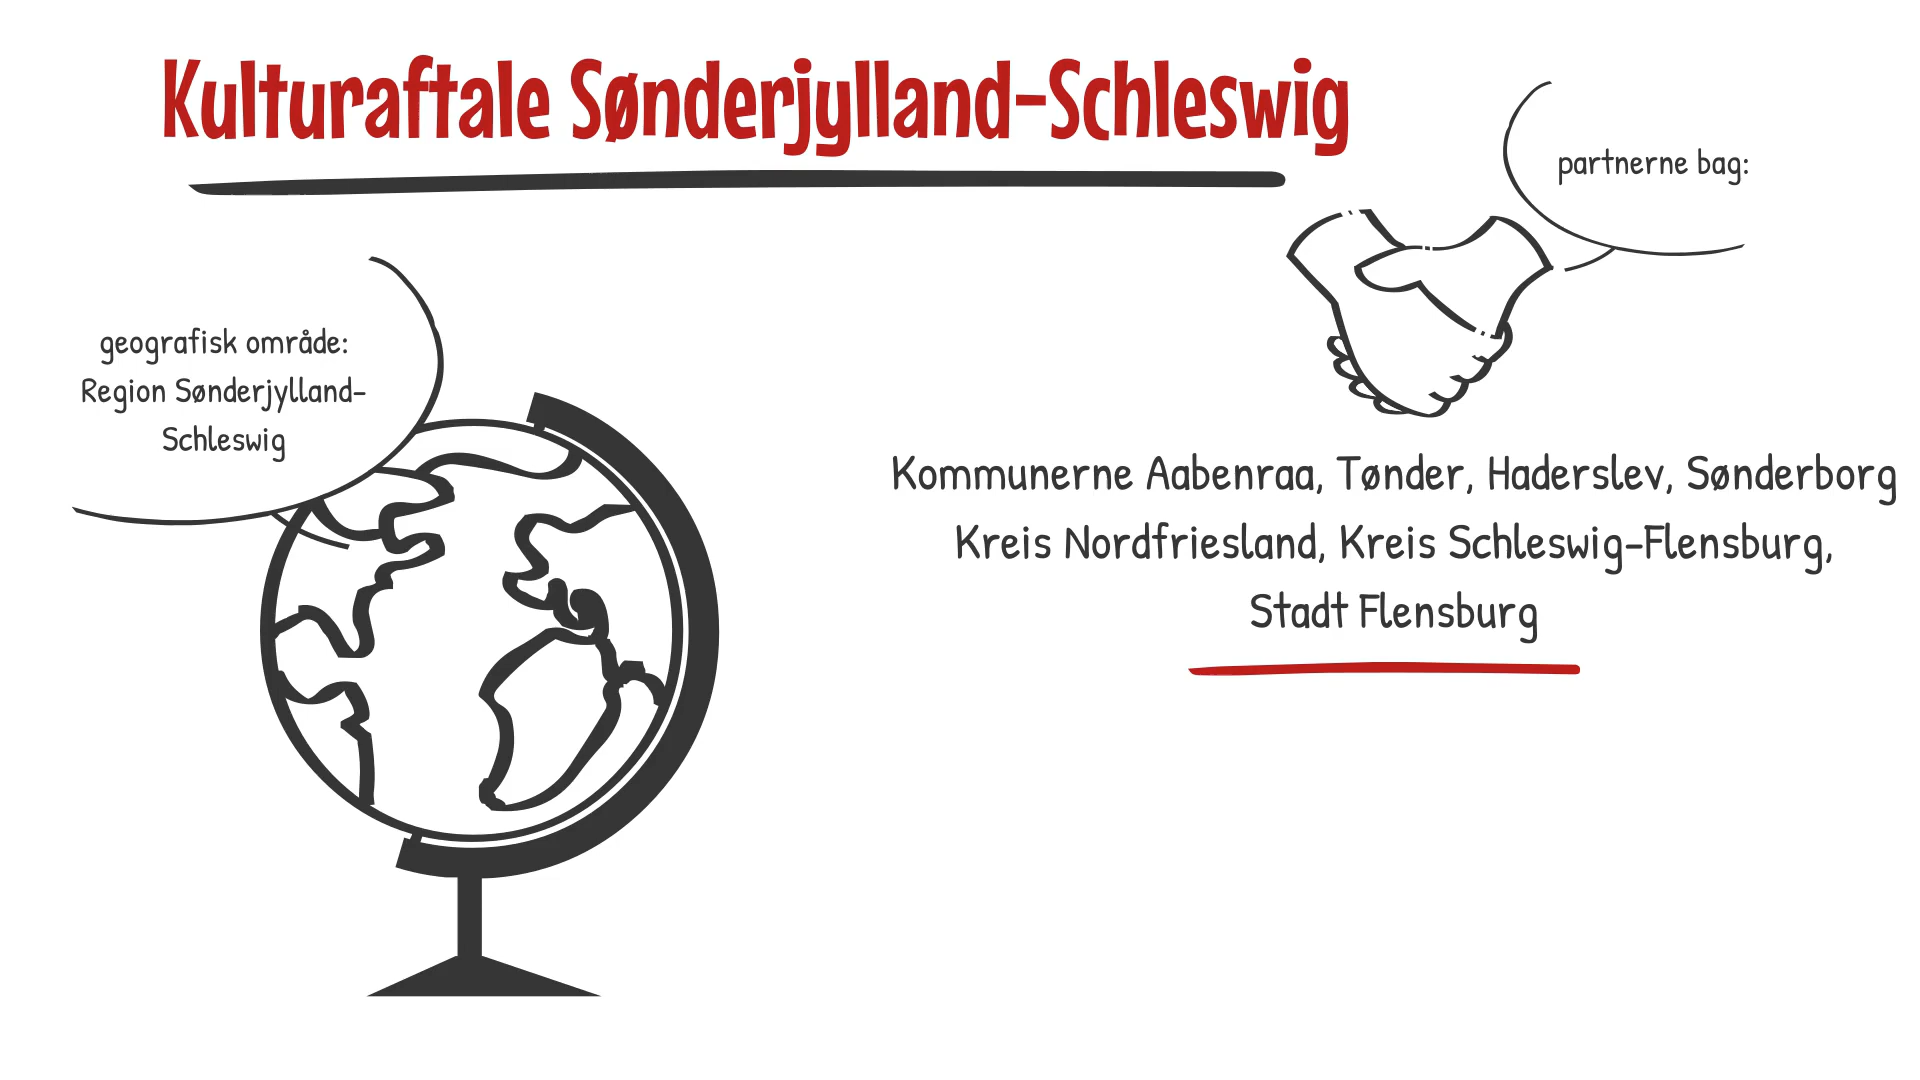 Kulturaftale Sønderjylland-Schleswig
partnerne bag:
geografisk område:
Region Sønderjylland-
Schleswig
Kommunerne Aabenraa, Tønder, Haderslev, Sønderborg
Kreis Nordfriesland, Kreis Schleswig-Flensburg,
Stadt Flensburg